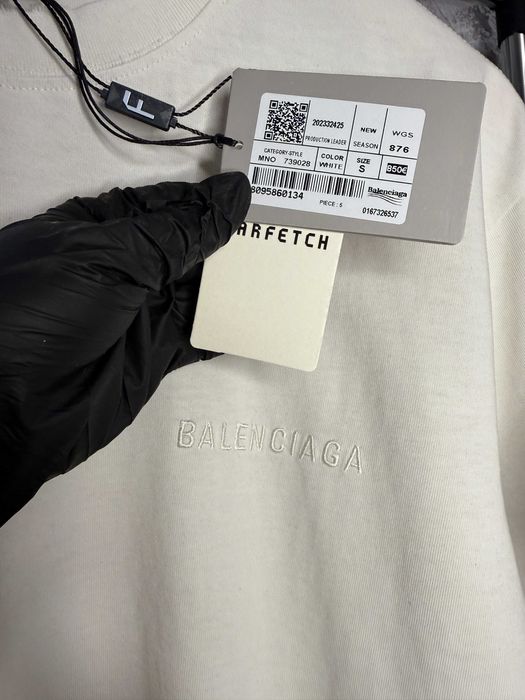 F
202332425
PRODUCTION LEADER
NEW
SEASON
WGS
876
CATEGORY-STYLE
MNO 739028
COLOR
WHITE
SIZE
S
850€
8095860134
PIECE : 5
Balenciaga
0167326537
ARFETCH
BALENCIAGA